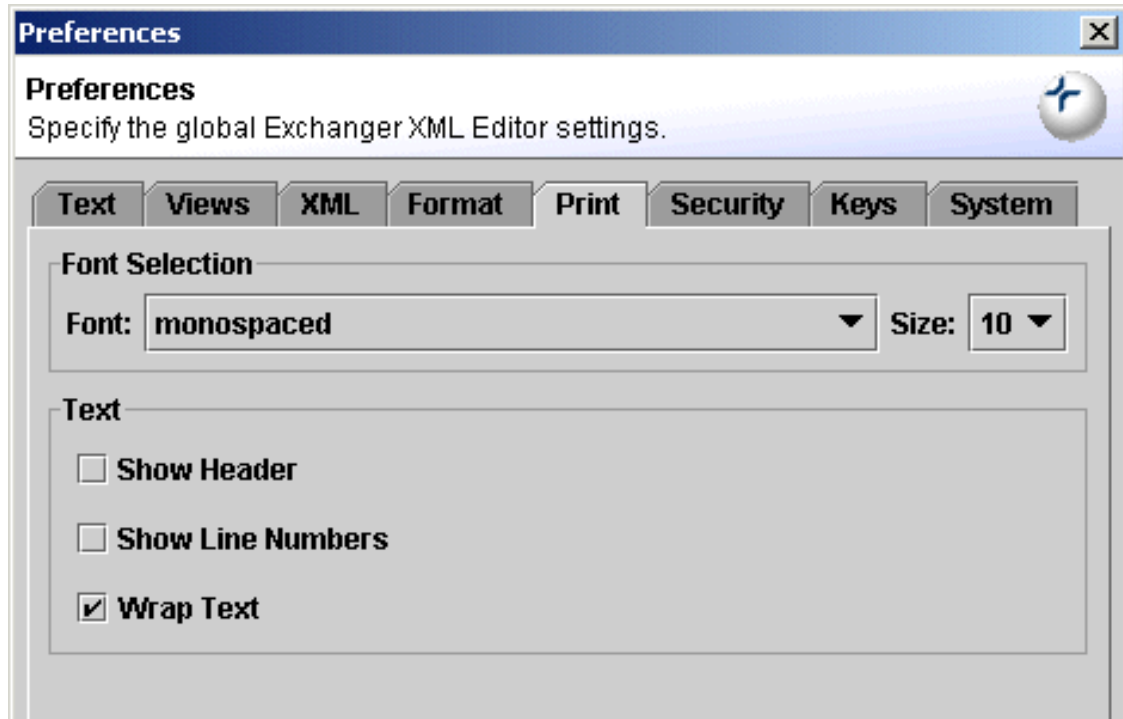 Preferences
Preferences
Specify the global Exchanger XML Editor settings.
Text Views XML Format Print Security Keys System
Font Selection
Font: monospaced Size: 10
Text
Show Header
Show Line Numbers
Wrap Text